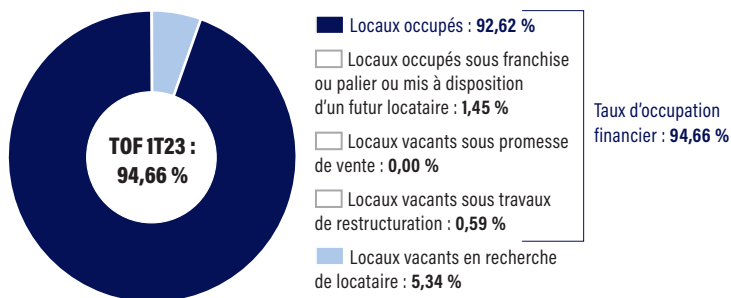 TOF 1T23 :
94,66 %
Locaux occupés : 92,62 %
Locaux occupés sous franchise
ou palier ou mis à disposition
d'un futur locataire : 1,45 %
Locaux vacants sous promesse
de vente : 0,00 %
Locaux vacants sous travaux
de restructuration : 0,59 %
Locaux vacants en recherche
de locataire : 5,34 %
Taux d'occupation
financier : 94,66 %